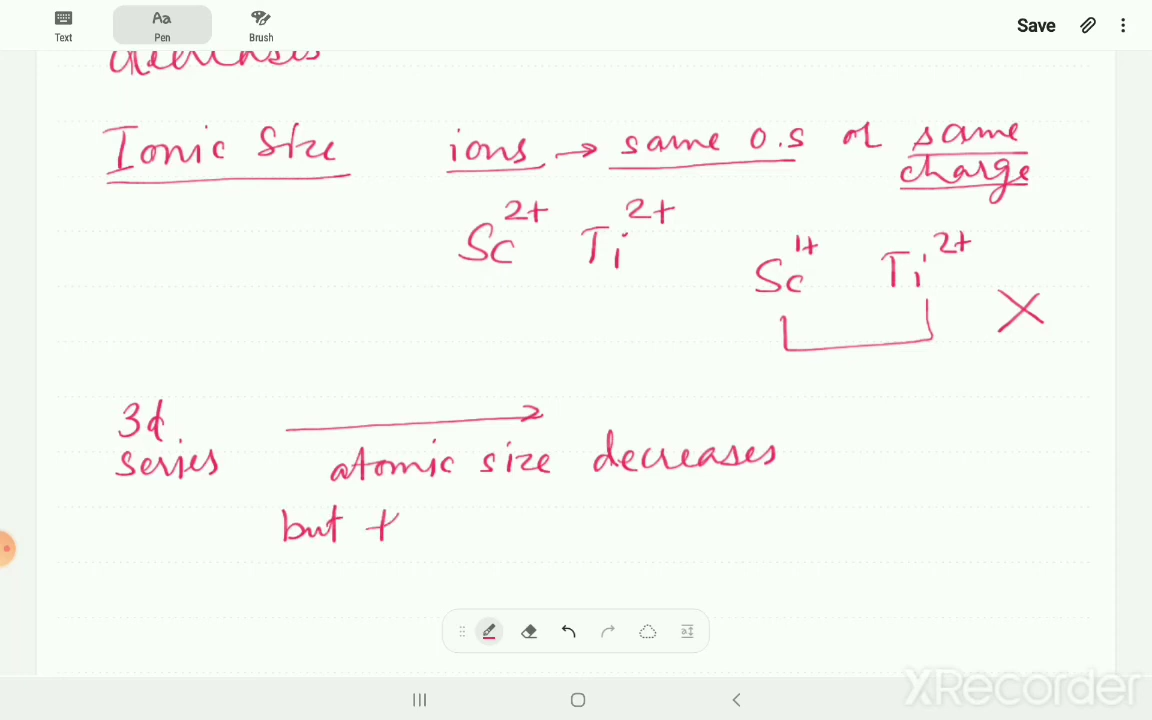 Text Pen Brush Save
Ionic Size ions → same O.S or same charge
Sc2+ Ti2+
Sc1+ Ti2+ X
3d series
atomic size decreases
but t
XRecorder